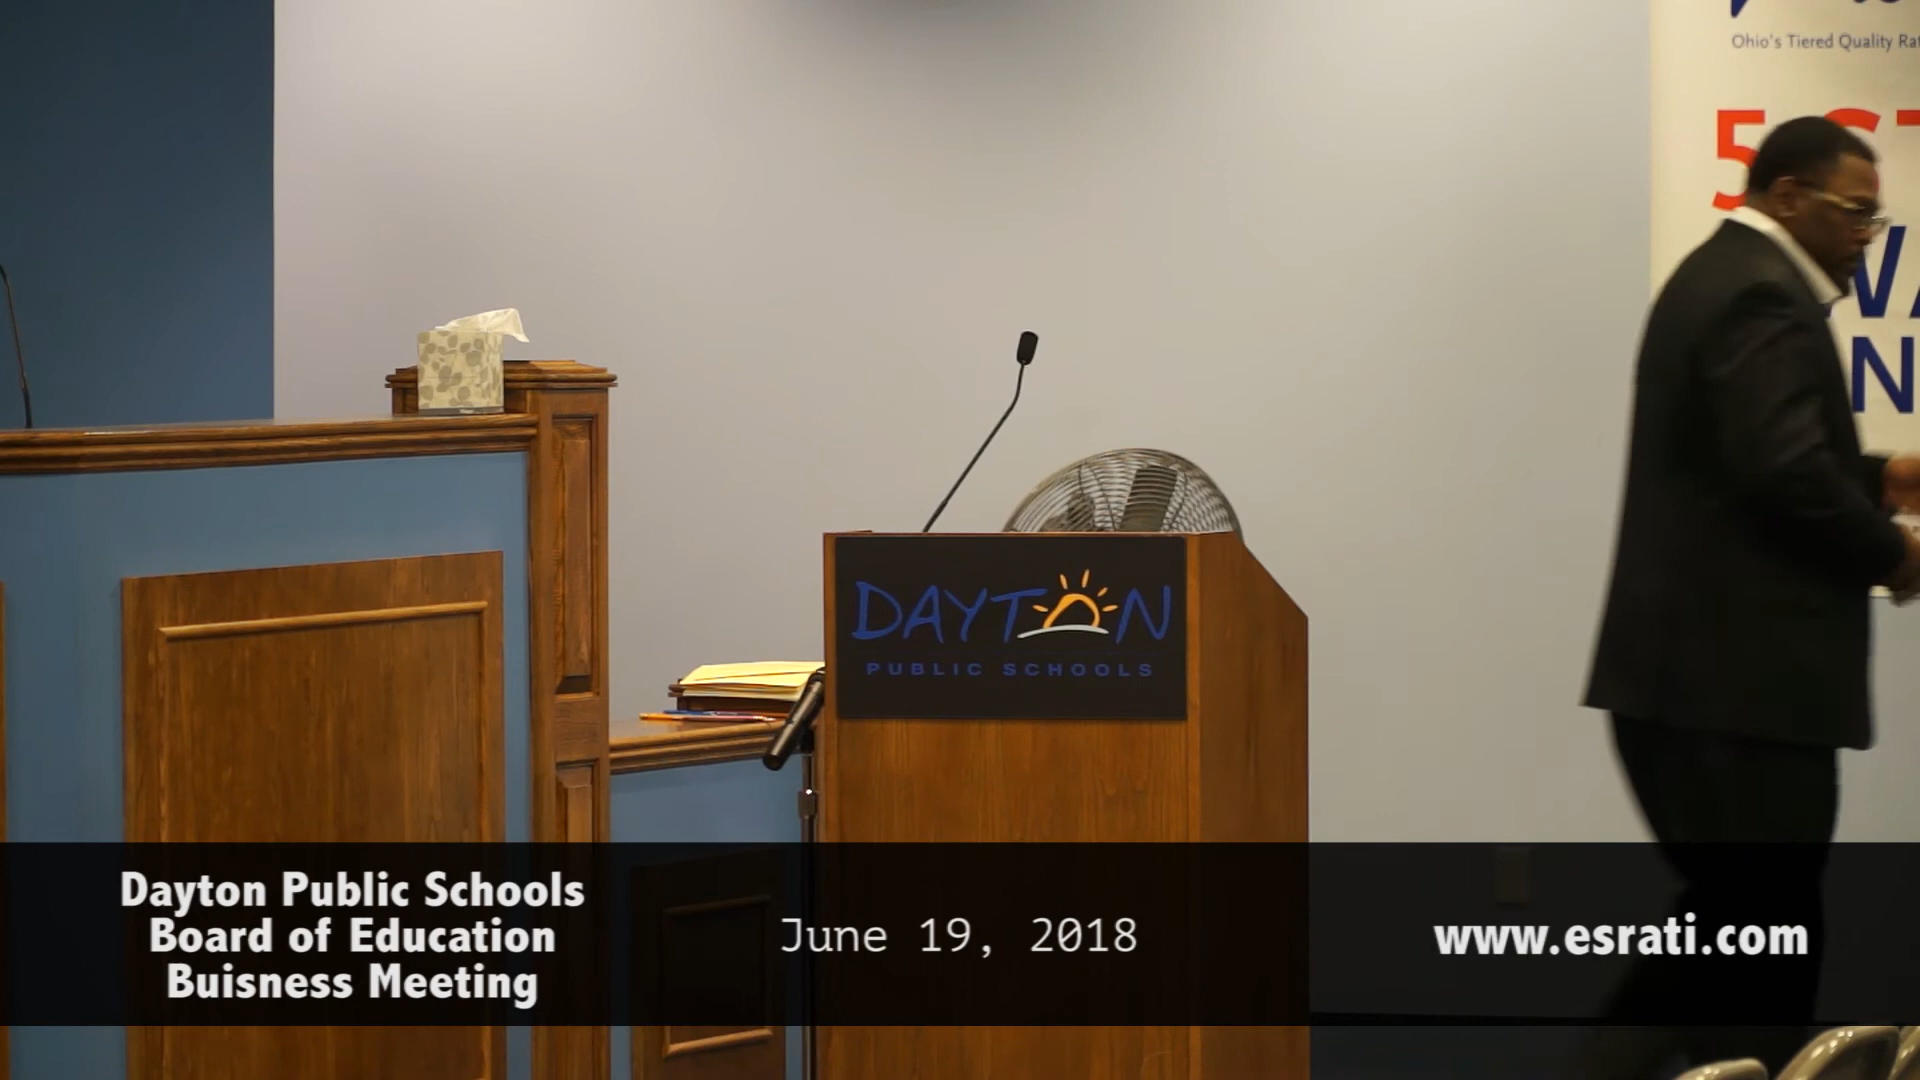 Ohio's Tiered Quality
5
DAYTON
PUBLIC SCHOOLS
Dayton Public Schools
Board of Education
Buisness Meeting
June 19, 2018
www.esrati.com